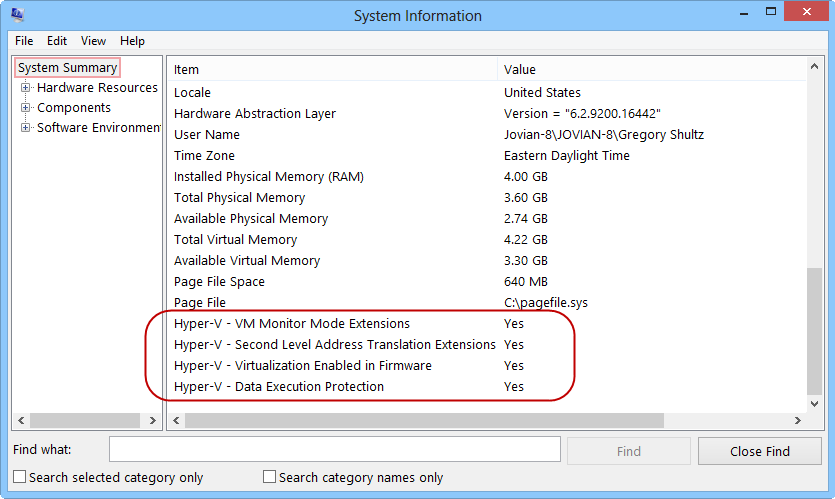 System Information
File Edit View Help
System Summary
Hardware Resources
Components
Software Environmen
Item Value
Locale United States
Hardware Abstraction Layer Version = "6.2.9200.16442"
User Name Jovian-8\JOVIAN-8\Gregory Shultz
Time Zone Eastern Daylight Time
Installed Physical Memory (RAM) 4.00 GB
Total Physical Memory 3.60 GB
Available Physical Memory 2.74 GB
Total Virtual Memory 4.22 GB
Available Virtual Memory 3.30 GB
Page File Space 640 MB
Page File C:\pagefile.sys
Hyper-V - VM Monitor Mode Extensions Yes
Hyper-V - Second Level Address Translation Extensions Yes
Hyper-V - Virtualization Enabled in Firmware Yes
Hyper-V - Data Execution Protection Yes
Find what: Find Close Find
Search selected category only Search category names only